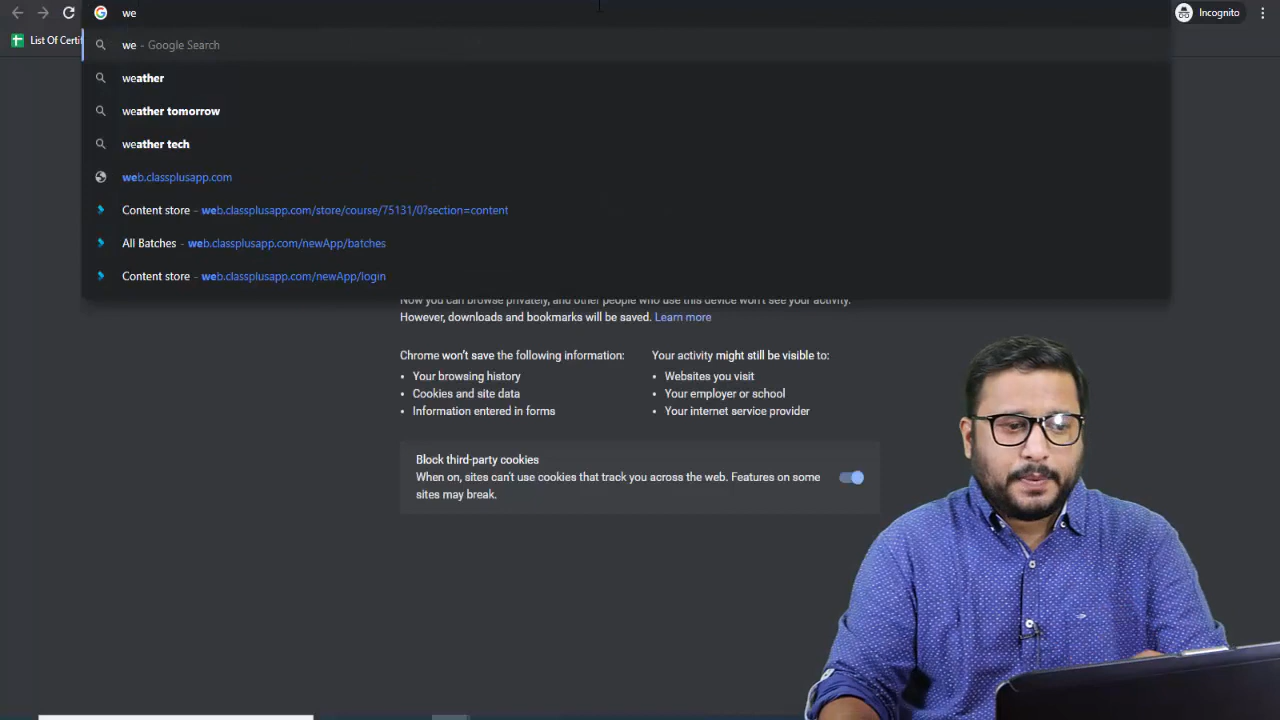 we
Incognito
List Of Certif
we - Google Search
weather
weather tomorrow
weather tech
web.classplusapp.com
Content store - web.classplusapp.com/store/course/75131/0?section=content
All Batches - web.classplusapp.com/newApp/batches
Content store - web.classplusapp.com/newApp/login
Now you can browse privately, and other people who use this device won't see your activity.
However, downloads and bookmarks will be saved. Learn more
Chrome won't save the following information:
• Your browsing history
• Cookies and site data
• Information entered in forms
Your activity might still be visible to:
• Websites you visit
• Your employer or school
• Your internet service provider
Block third-party cookies
When on, sites can't use cookies that track you across the web. Features on some
sites may break.